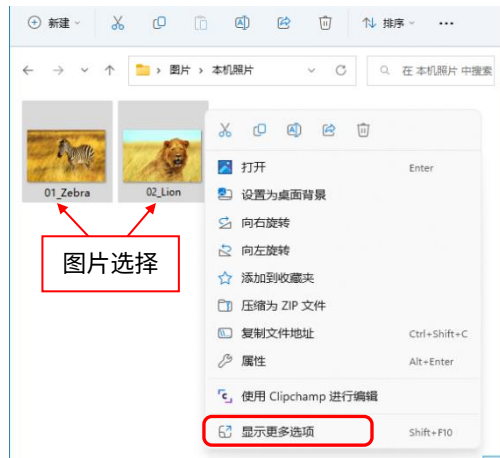 新建
排序
图片 › 本机照片
在 本机照片 中搜索
01_Zebra
02_Lion
图片选择
打开 Enter
设置为桌面背景
向右旋转
向左旋转
添加到收藏夹
压缩为 ZIP 文件
复制文件地址 Ctrl+Shift+C
属性 Alt+Enter
使用 Clipchamp 进行编辑
显示更多选项 Shift+F10